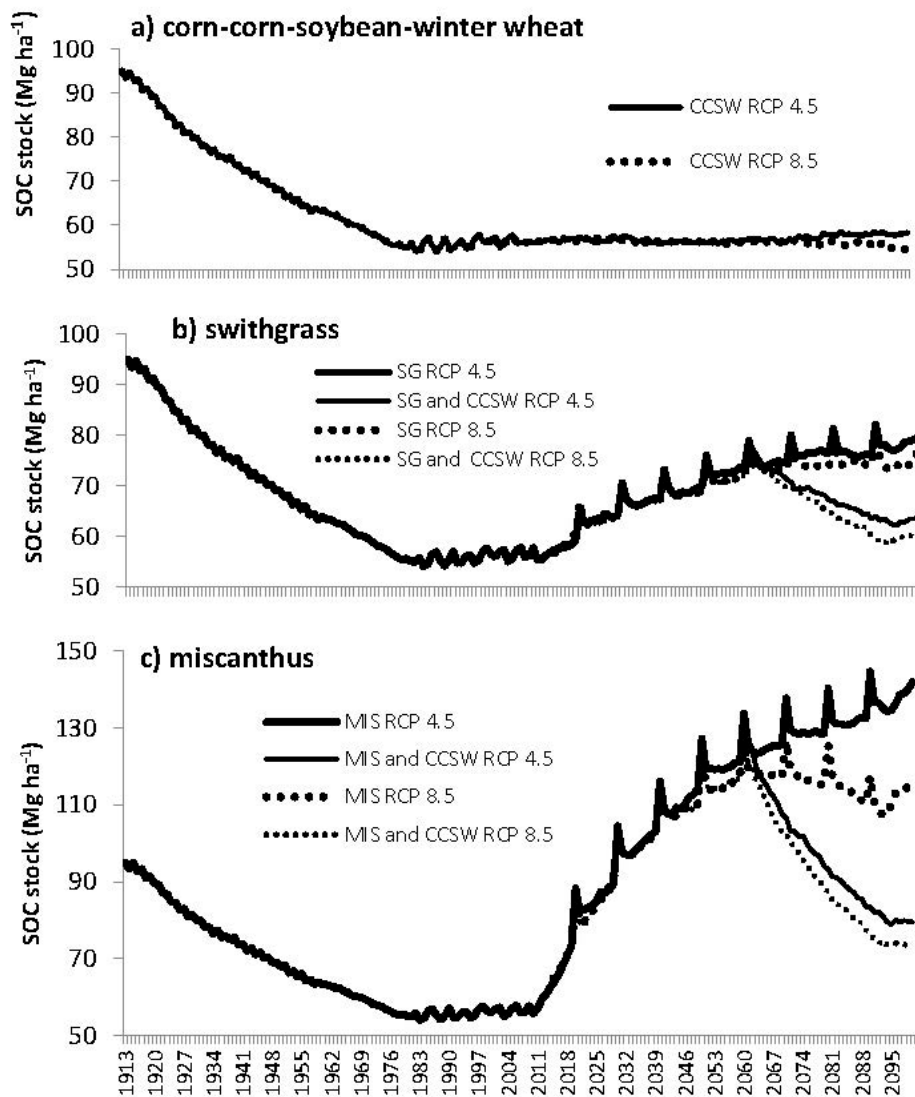 a) corn-corn-soybean-winter wheat
SOC stock (Mg ha⁻¹)
100
90
80
70
60
50
CCSW RCP 4.5
CCSW RCP 8.5
b) swithgrass
SOC stock (Mg ha⁻¹)
100
90
80
70
60
50
SG RCP 4.5
SG and CCSW RCP 4.5
SG RCP 8.5
SG and CCSW RCP 8.5
c) miscanthus
SOC stock (Mg ha⁻¹)
150
130
110
90
70
50
MIS RCP 4.5
MIS and CCSW RCP 4.5
MIS RCP 8.5
MIS and CCSW RCP 8.5
1913 1920 1927 1934 1941 1948 1955 1962 1969 1976 1983 1990 1997 2004 2011 2018 2025 2032 2039 2046 2053 2060 2067 2074 2081 2088 2095